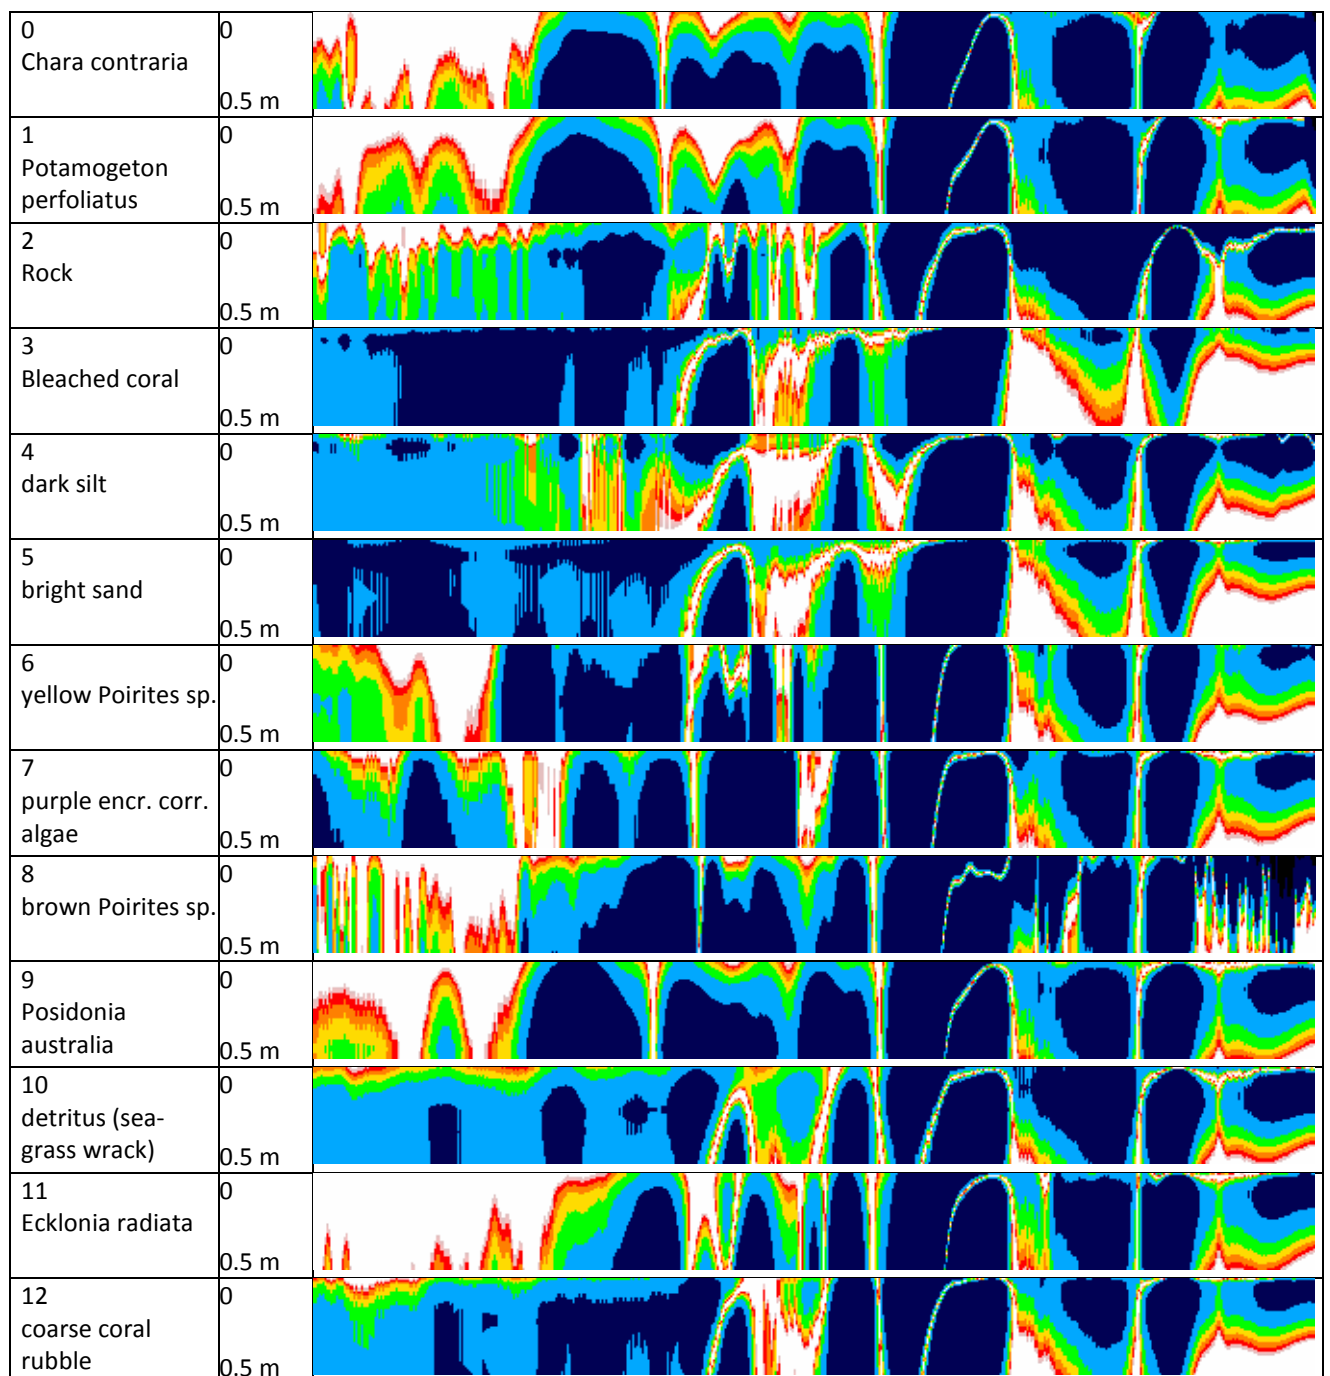 0
Chara contraria
0
0.5 m
1
Potamogeton
perfoliatus
0
0.5 m
2
Rock
0
0.5 m
3
Bleached coral
0
0.5 m
4
dark silt
0
0.5 m
5
bright sand
0
0.5 m
6
yellow Poirites sp.
0
0.5 m
7
purple encr. corr.
algae
0
0.5 m
8
brown Poirites sp.
0
0.5 m
9
Posidonia
australia
0
0.5 m
10
detritus (sea-
grass wrack)
0
0.5 m
11
Ecklonia radiata
0
0.5 m
12
coarse coral
rubble
0
0.5 m